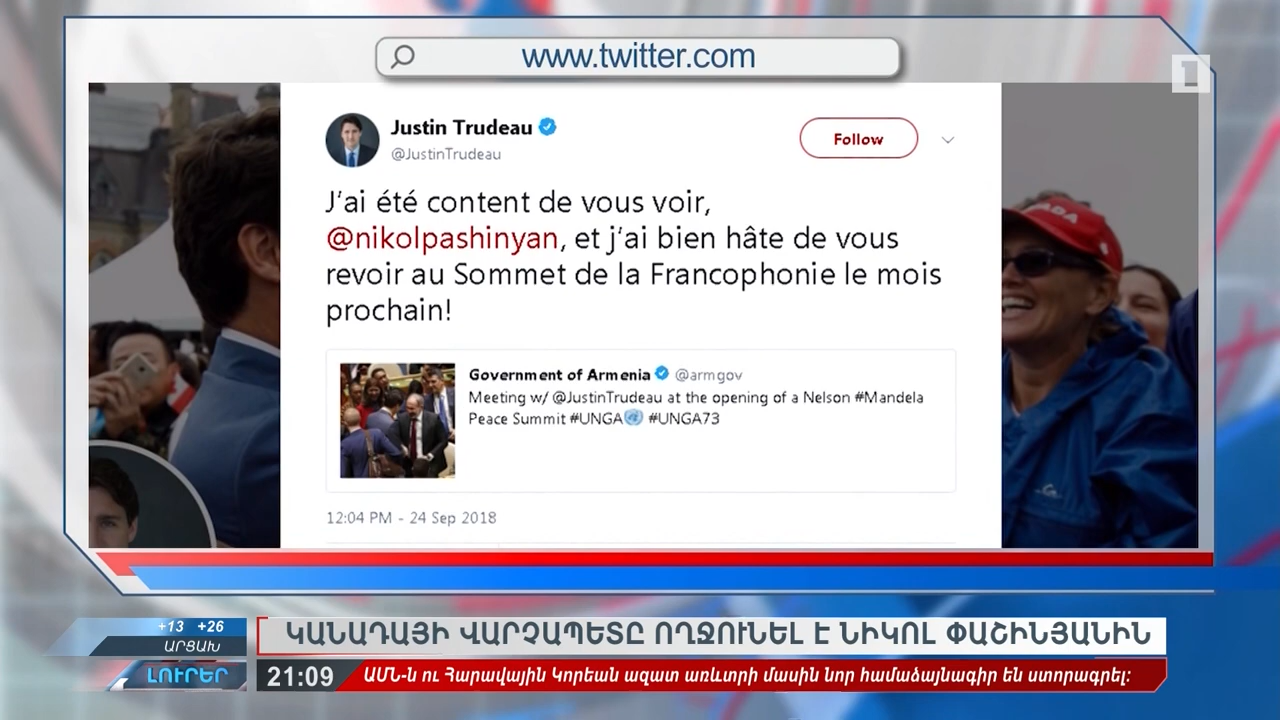 www.twitter.com
1
Justin Trudeau
@JustinTrudeau
Follow
J'ai été content de vous voir,
@nikolpashinyan, et j'ai bien hâte de vous
revoir au Sommet de la Francophonie le mois
prochain!
Government of Armenia @armgov
Meeting w/ @JustinTrudeau at the opening of a Nelson #Mandela
Peace Summit #UNGA #UNGA73
12:04 PM - 24 Sep 2018
+13 +26
ԱՐՑԱԽ
ԼՈՒՐԵՐ
ԿԱՆԱԴԱՅԻ ՎԱՐՉԱՊԵՏԸ ՈՂՋՈՒՆԵԼ Է ՆԻԿՈԼ ՓԱՇԻՆՅԱՆԻՆ
21:09
ԱՄՆ-ն ու Հարավային Կորեան ազատ առևտրի մասին նոր համաձայնագիր են ստորագրել: